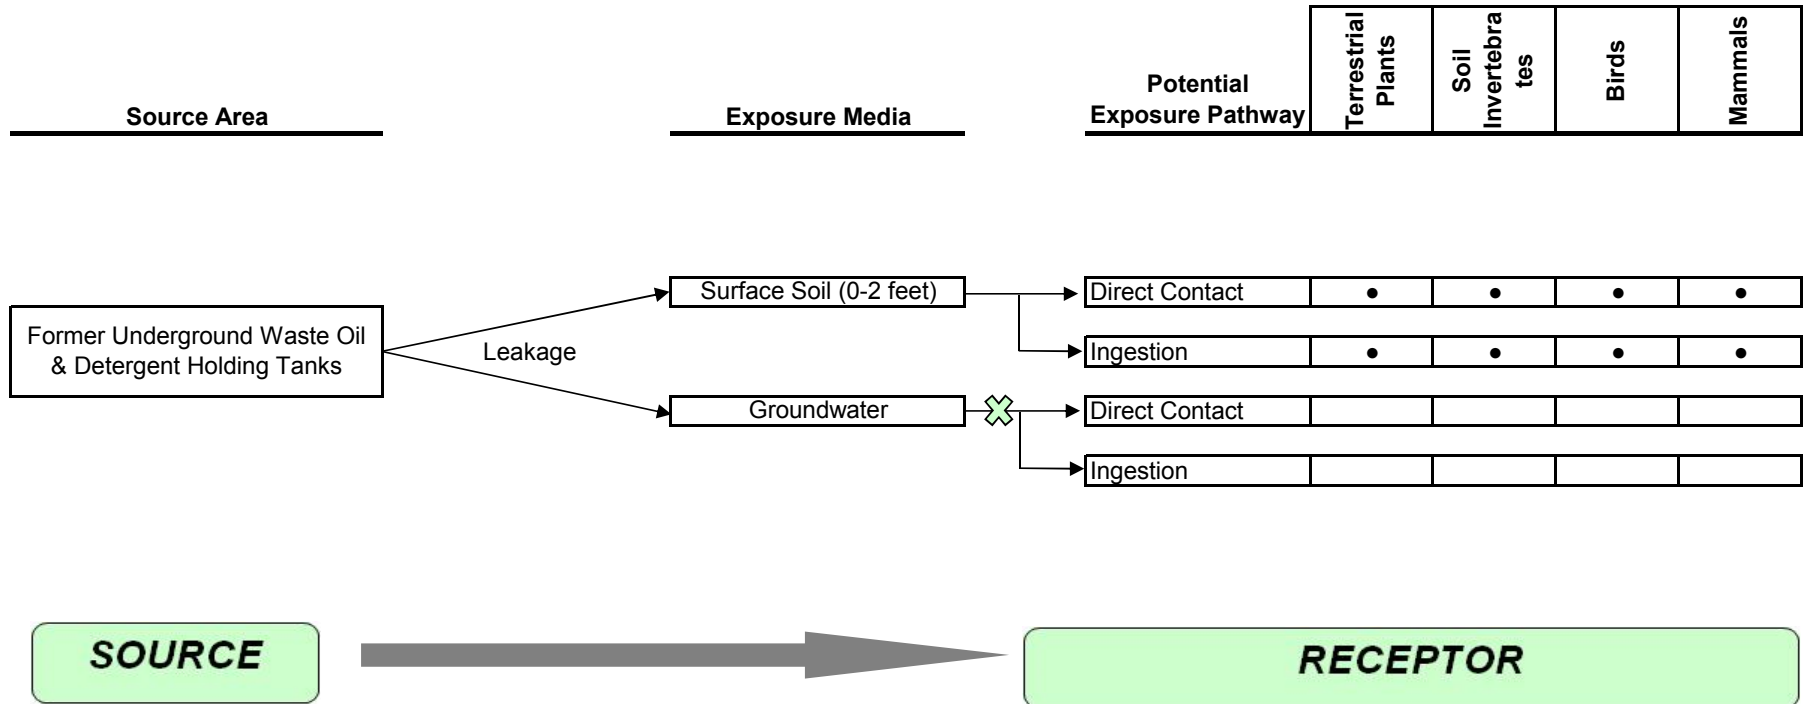 Source Area
Exposure Media
Potential
Exposure Pathway
Terrestrial
Plants
Soil
Invertebra
tes
Birds
Mammals
Former Underground Waste Oil
& Detergent Holding Tanks
Leakage
Surface Soil (0-2 feet)
Direct Contact ● ● ● ●
Ingestion ● ● ● ●
Groundwater
Direct Contact
Ingestion
SOURCE
RECEPTOR